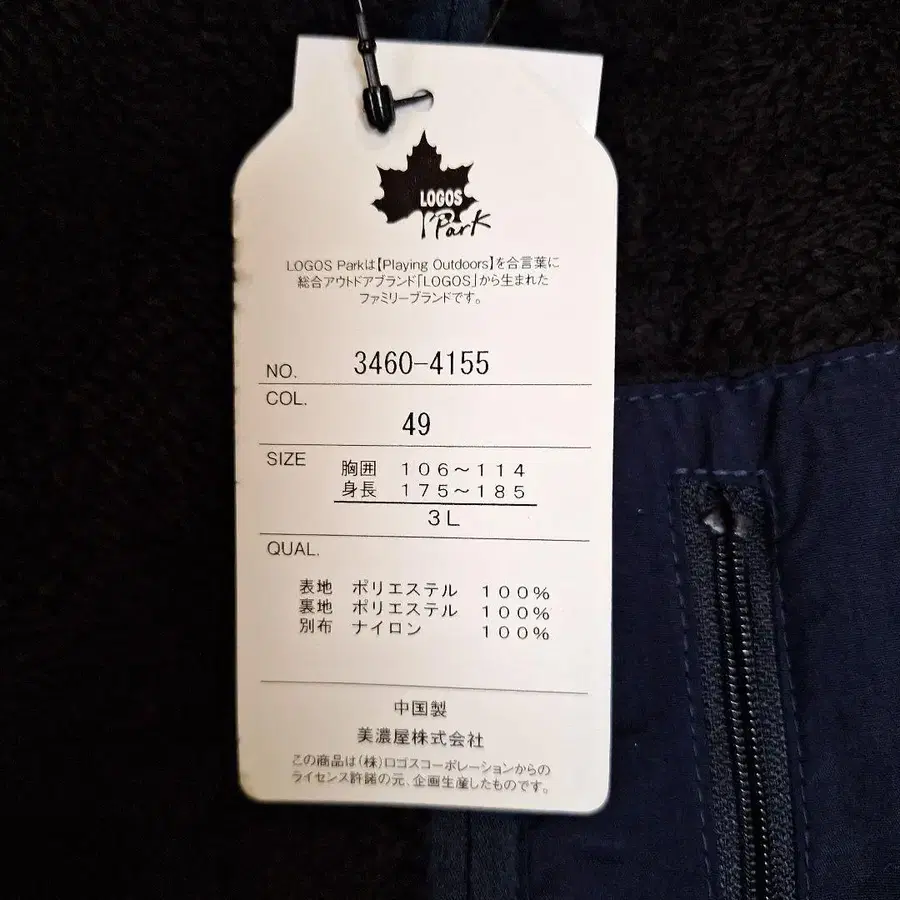 LOGOS
Park
LOGOS Parkは【Playing Outdoors】を合言葉に
総合アウトドアブランド「LOGOS」から生まれた
ファミリーブランドです。
NO. 3460-4155
COL.
49
SIZE 胸囲 106～114
身長 175～185
3L
QUAL.
表地 ポリエステル 100%
裏地 ポリエステル 100%
別布 ナイロン 100%
中国製
美濃屋株式会社
この商品は(株)ロゴスコーポレーションからの
ライセンス許諾の元、企画生産したものです。